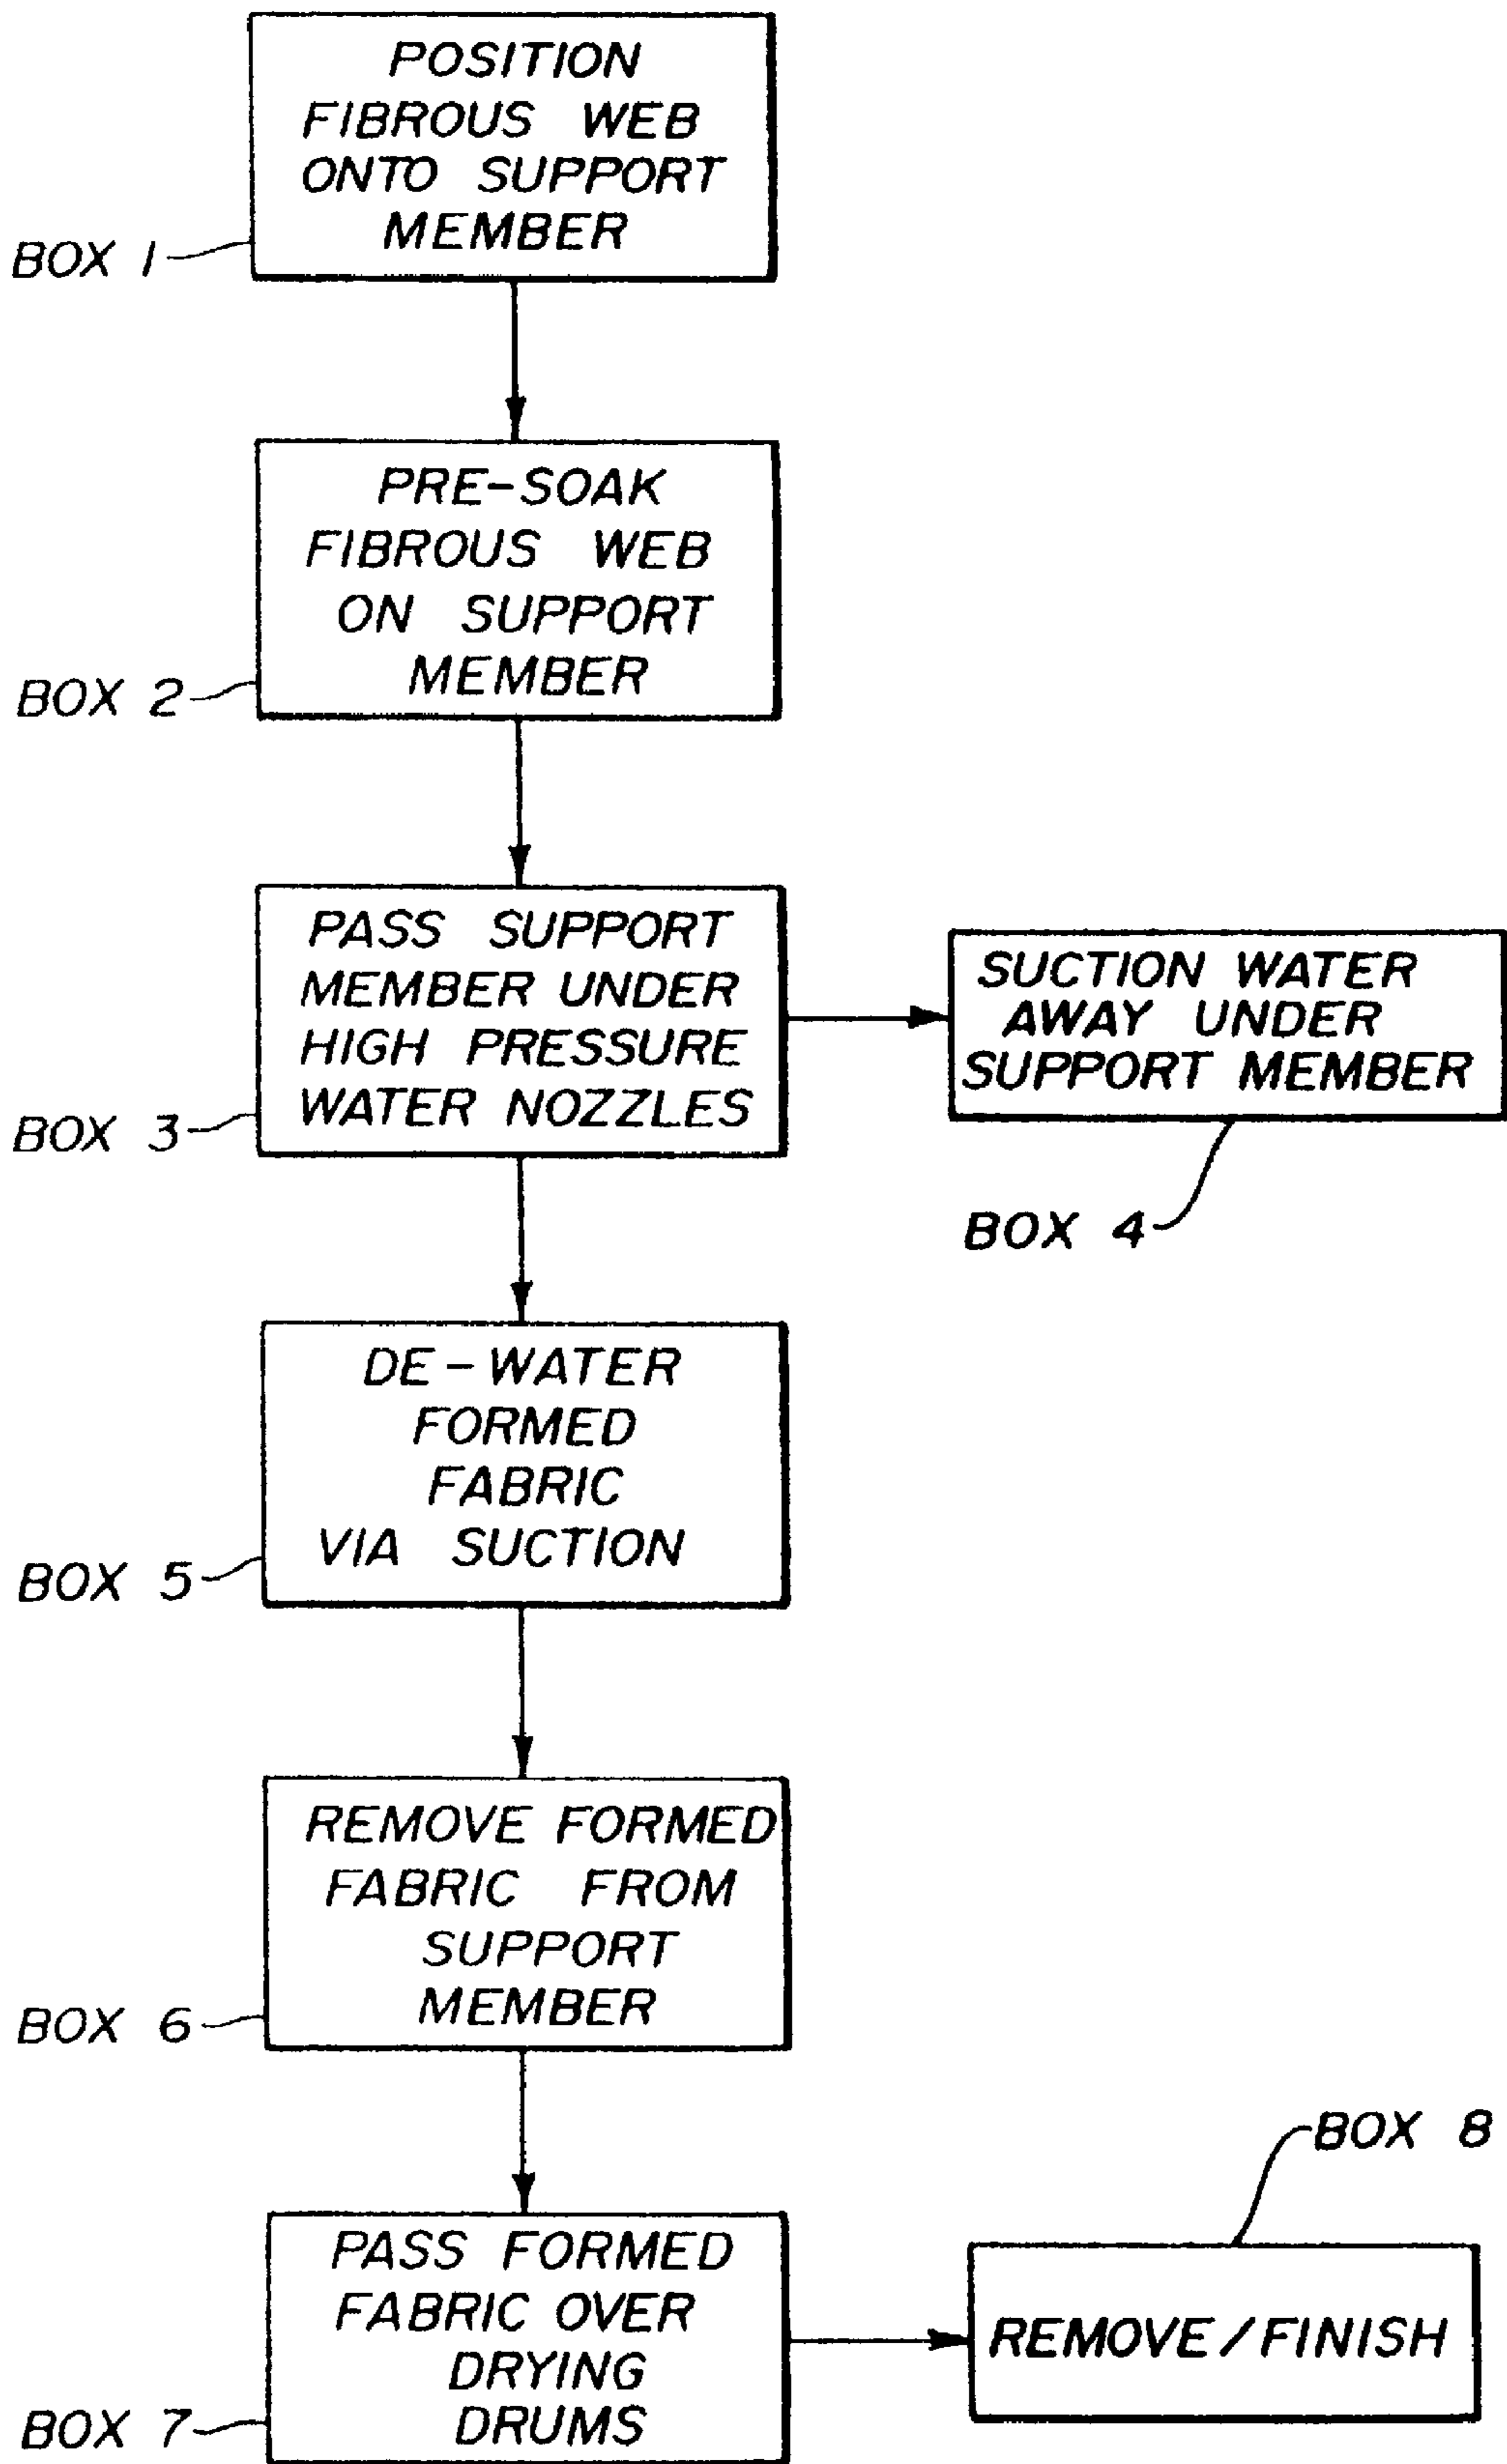 POSITION
FIBROUS WEB
ONTO SUPPORT
MEMBER
BOX 1
PRE-SOAK
FIBROUS WEB
ON SUPPORT
MEMBER
BOX 2
PASS SUPPORT
MEMBER UNDER
HIGH PRESSURE
WATER NOZZLES
BOX 3
SUCTION WATER
AWAY UNDER
SUPPORT MEMBER
BOX 4
DE-WATER
FORMED
FABRIC
VIA SUCTION
BOX 5
REMOVE FORMED
FABRIC FROM
SUPPORT
MEMBER
BOX 6
PASS FORMED
FABRIC OVER
DRYING
DRUMS
BOX 7
BOX 8
REMOVE/FINISH